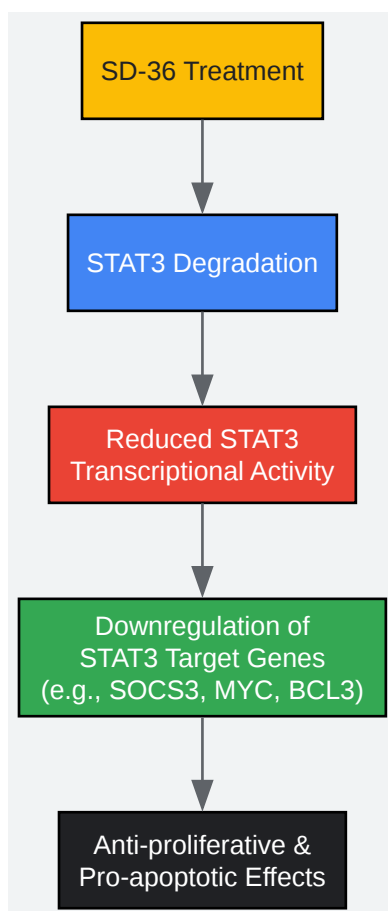 SD-36 Treatment
STAT3 Degradation
Reduced STAT3
Transcriptional Activity
Downregulation of
STAT3 Target Genes
(e.g., SOCS3, MYC, BCL3)
Anti-proliferative &
Pro-apoptotic Effects